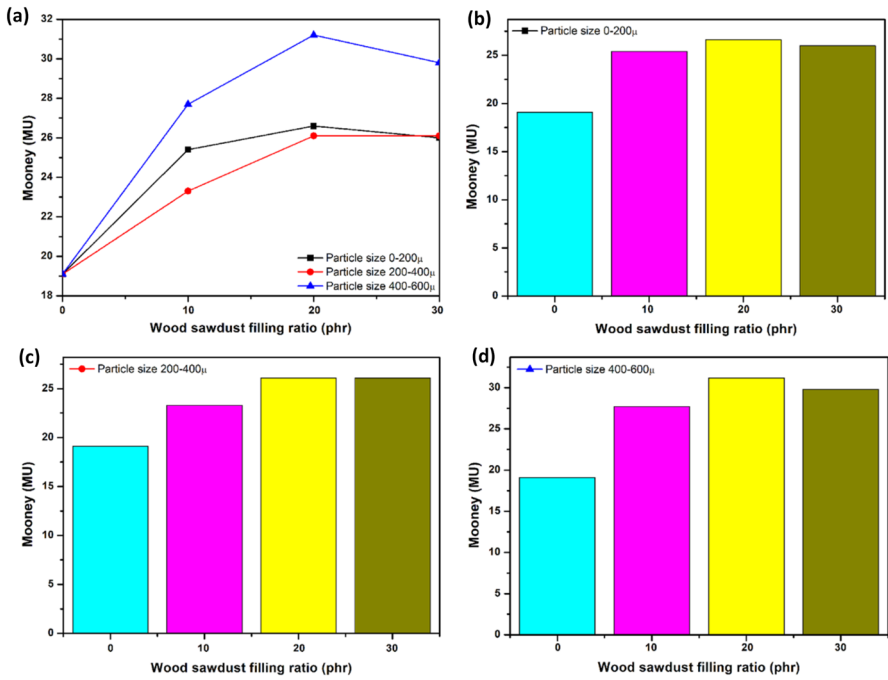 (a)
32
30
28
26
24
22
20
18
Mooney (MU)
Particle size 0-200μ
Particle size 200-400μ
Particle size 400-600μ
0
10
20
30
Wood sawdust filling ratio (phr)
(b)
Particle size 0-200μ
25
20
15
10
5
0
Mooney (MU)
0
10
20
30
Wood sawdust filling ratio (phr)
(c)
Particle size 200-400μ
25
20
15
10
5
0
Mooney (MU)
0
10
20
30
Wood sawdust filling ratio (phr)
(d)
Particle size 400-600μ
30
25
20
15
10
5
0
Mooney (MU)
0
10
20
30
Wood sawdust filling ratio (phr)